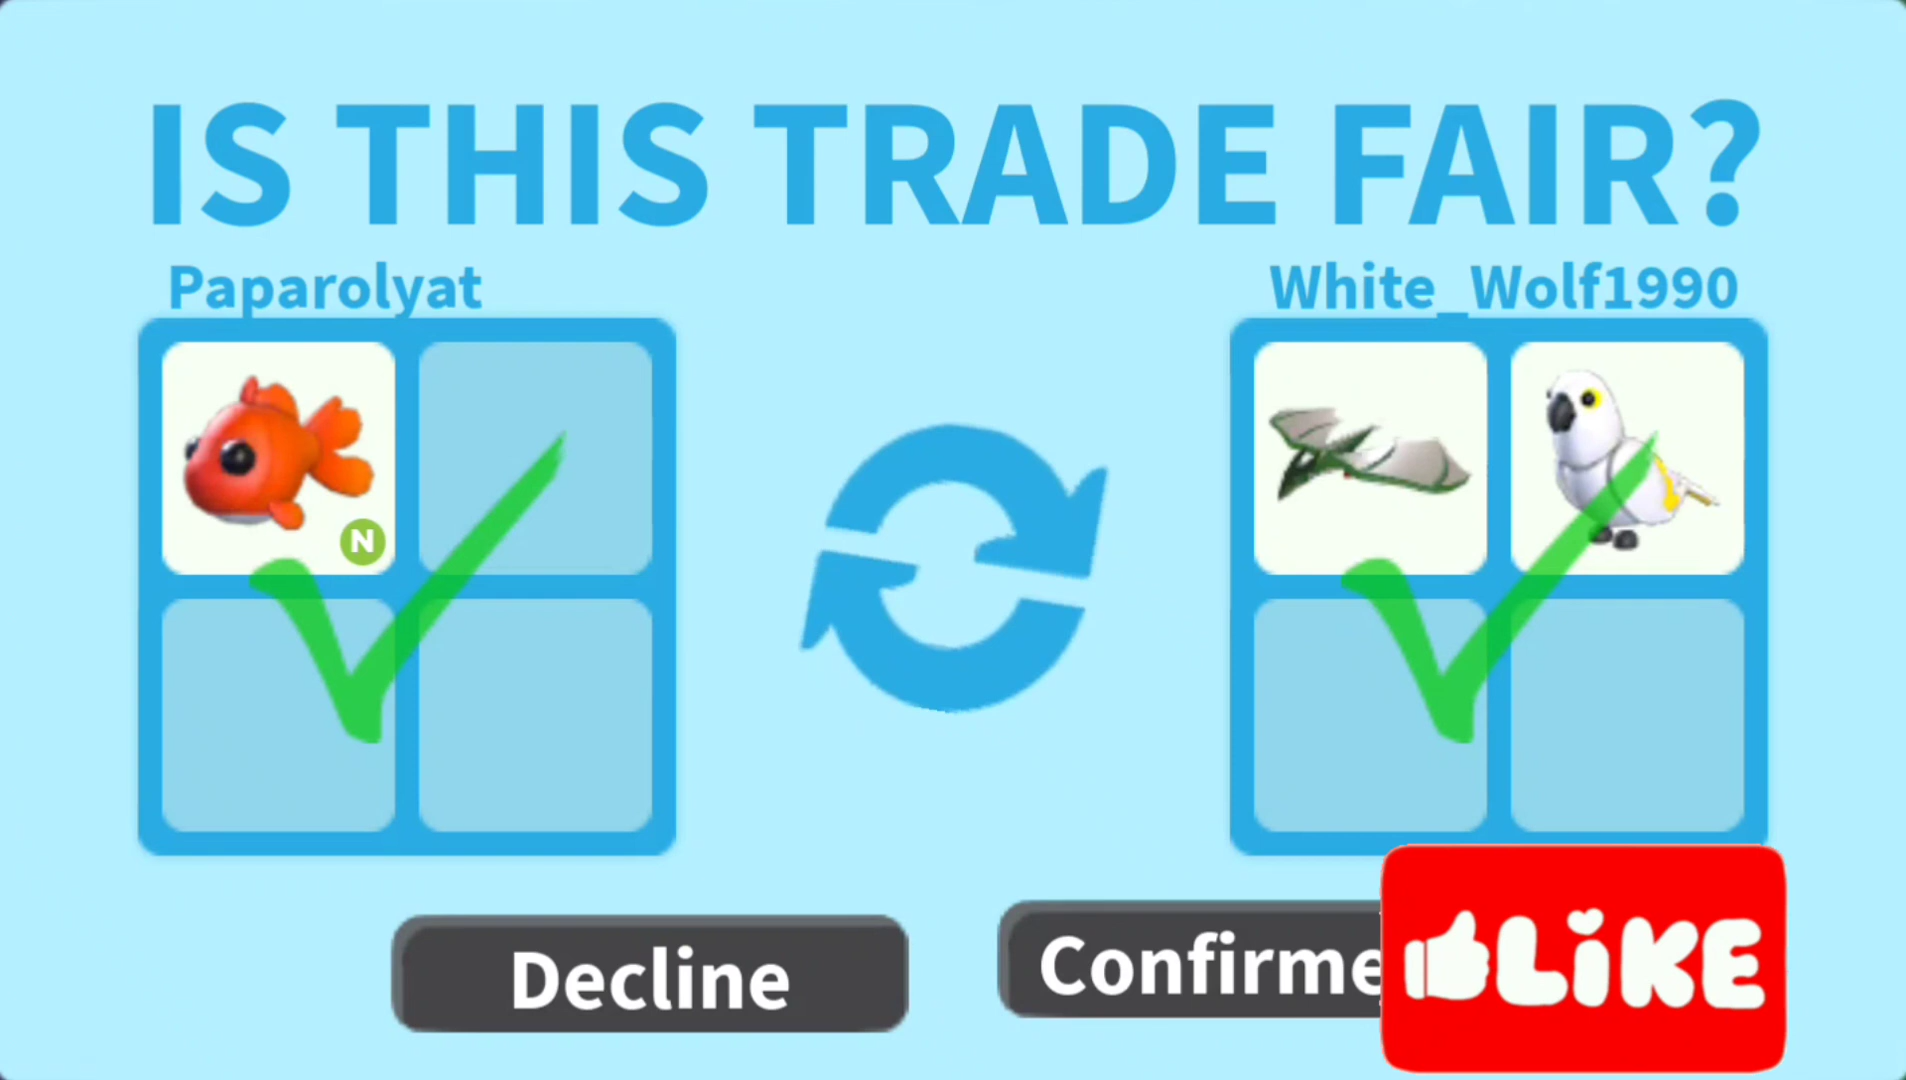 IS THIS TRADE FAIR?
Paparolyat
White_Wolf1990
N
Decline
Confirme
LiKE